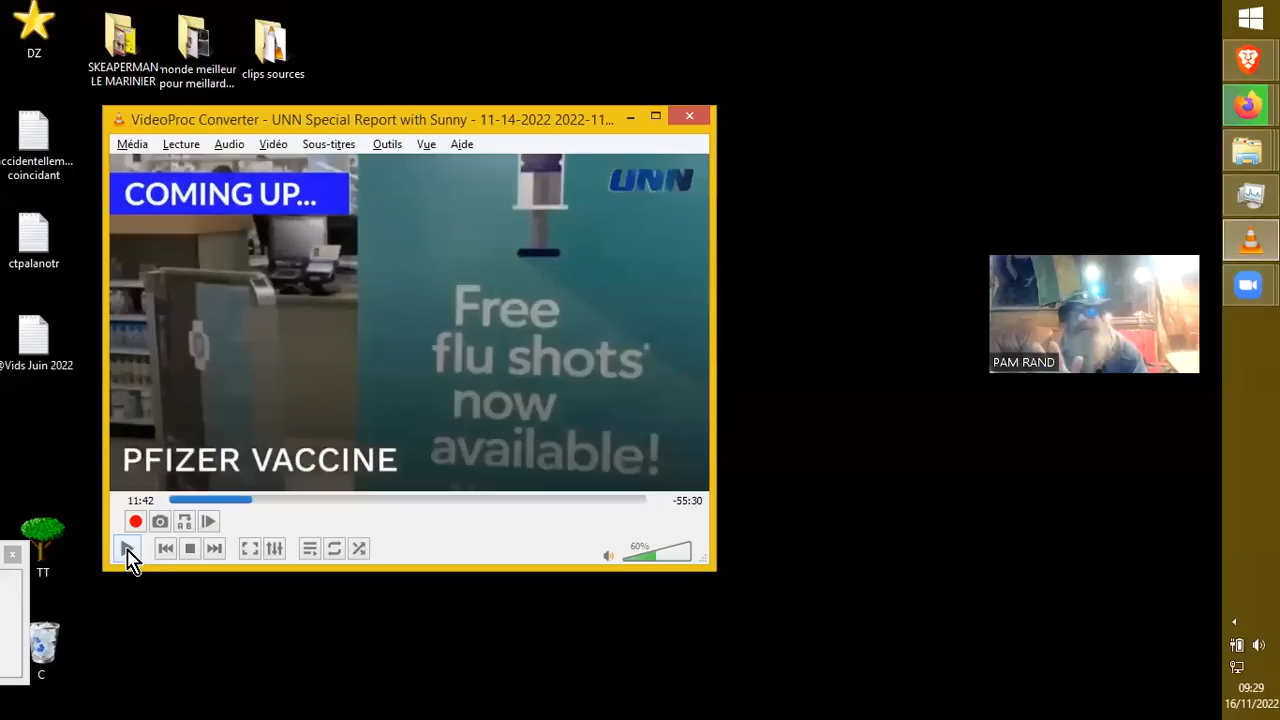 DZ
SKEAPERMAN
LE MARINIER
monde meilleur
pour meillard...
clips sources
ccidentellem...
coincidant
ctpalanotr
@Vids Juin 2022
TT
C
x
VideoProc Converter - UNN Special Report with Sunny - 11-14-2022 2022-11...
Média Lecture Audio Vidéo Sous-titres Outils Vue Aide
COMING UP...
UNN
Free
flu shots*
now
available!
PFIZER VACCINE
11:42
-55:30
A B
60%
PAM RAND
09:29
16/11/2022